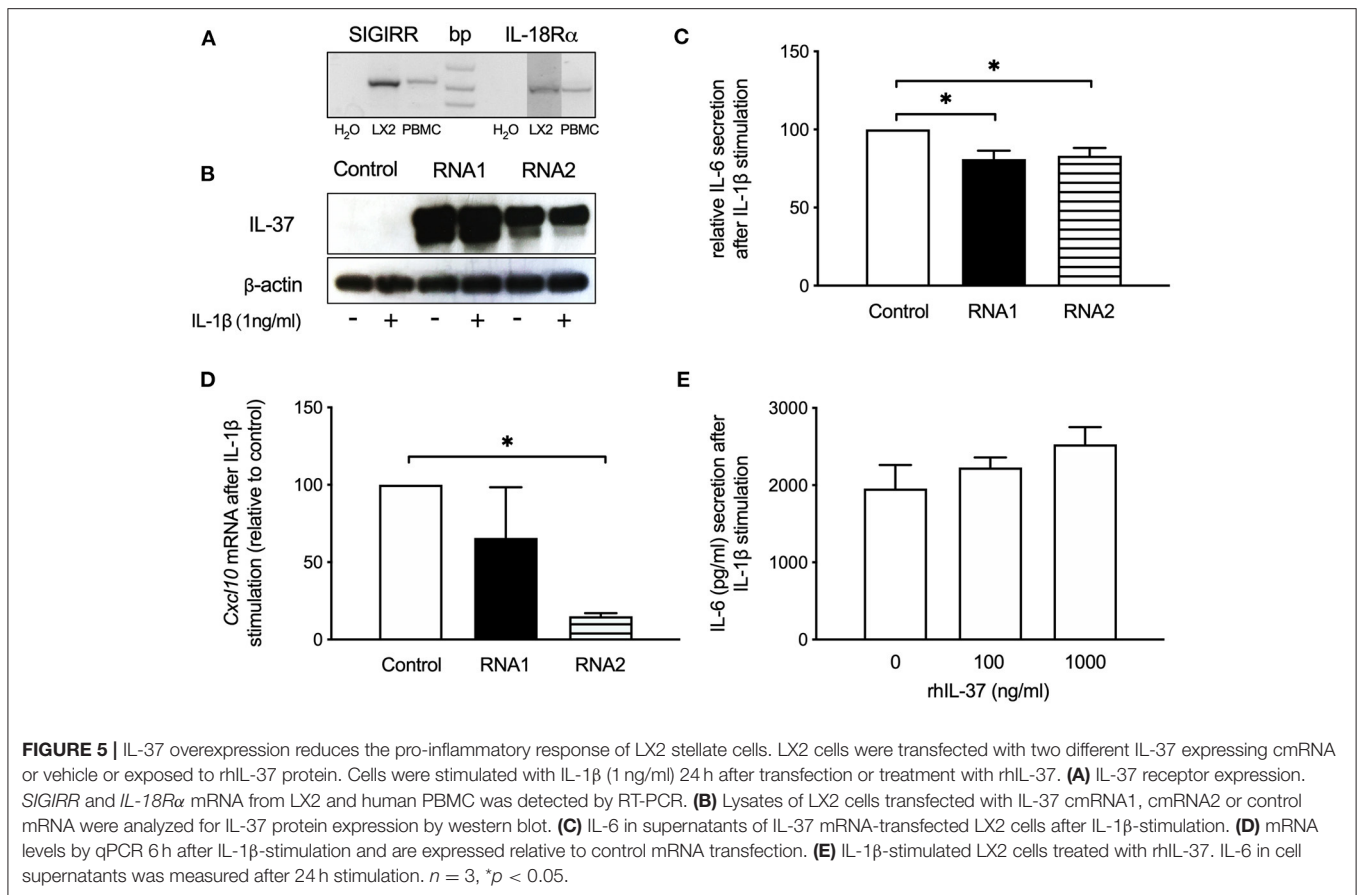 A
SIGIRR bp IL-18Rα
H2O LX2 PBMC H2O LX2 PBMC
B
Control RNA1 RNA2
IL-37
β-actin
IL-1β (1ng/ml) - + - + - +
C
relative IL-6 secretion
after IL-1β stimulation
150
100
50
0
* *
Control RNA1 RNA2
D
Cxcl10 mRNA after IL-1β
stimulation (relative to control)
150
100
50
0
*
Control RNA1 RNA2
E
IL-6 (pg/ml) secretion after
IL-1β stimulation
3000
2000
1000
0
0 100 1000
rhIL-37 (ng/ml)
FIGURE 5 | IL-37 overexpression reduces the pro-inflammatory response of LX2 stellate cells. LX2 cells were transfected with two different IL-37 expressing cmRNA
or vehicle or exposed to rhIL-37 protein. Cells were stimulated with IL-1β (1 ng/ml) 24 h after transfection or treatment with rhIL-37. (A) IL-37 receptor expression.
SIGIRR and IL-18Rα mRNA from LX2 and human PBMC was detected by RT-PCR. (B) Lysates of LX2 cells transfected with IL-37 cmRNA1, cmRNA2 or control
mRNA were analyzed for IL-37 protein expression by western blot. (C) IL-6 in supernatants of IL-37 mRNA-transfected LX2 cells after IL-1β-stimulation. (D) mRNA
levels by qPCR 6 h after IL-1β-stimulation and are expressed relative to control mRNA transfection. (E) IL-1β-stimulated LX2 cells treated with rhIL-37. IL-6 in cell
supernatants was measured after 24 h stimulation. n = 3, *p < 0.05.